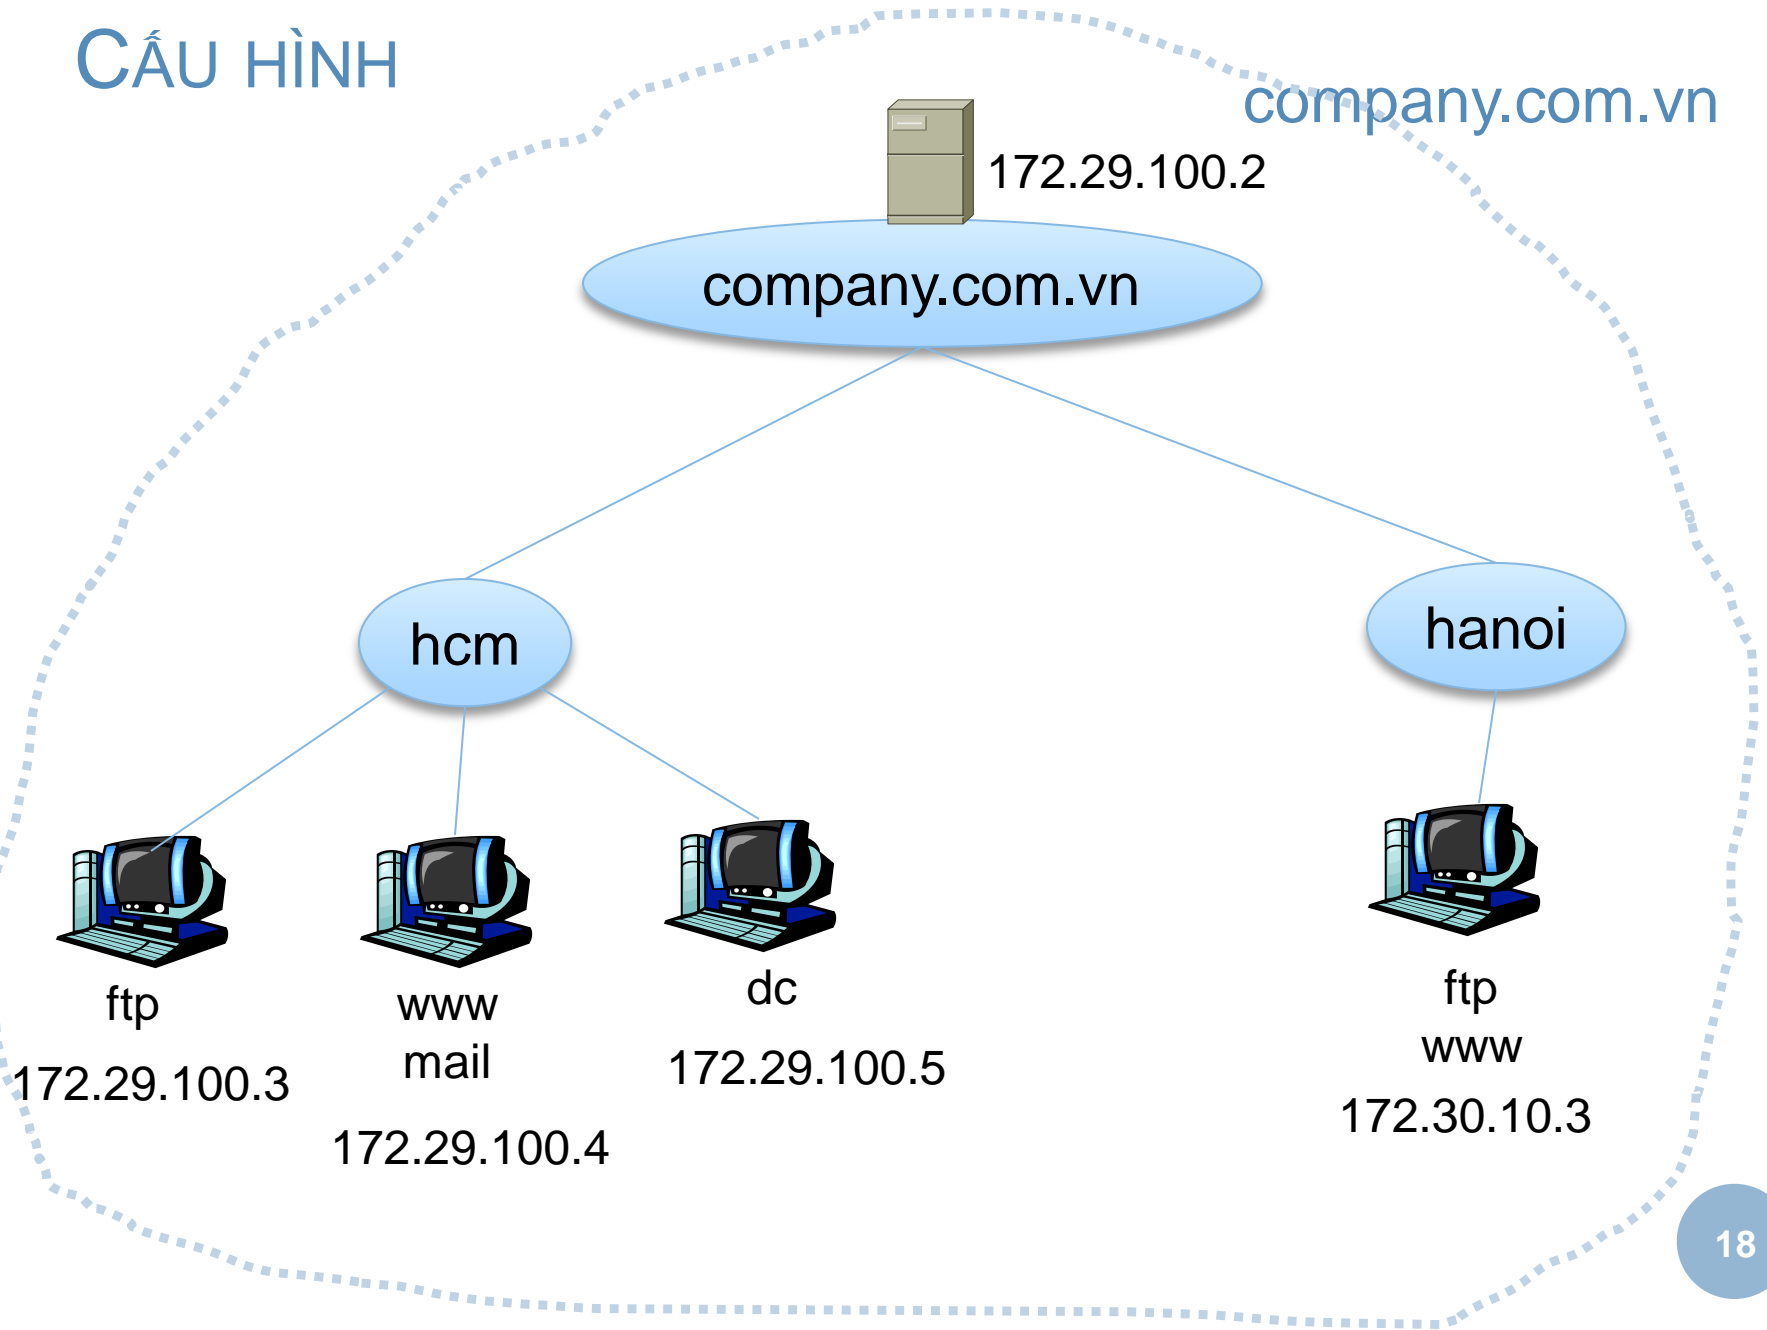 CẤU HÌNH
company.com.vn
172.29.100.2
company.com.vn
hcm
hanoi
ftp
172.29.100.3
www
mail
172.29.100.4
dc
172.29.100.5
ftp
www
172.30.10.3
18